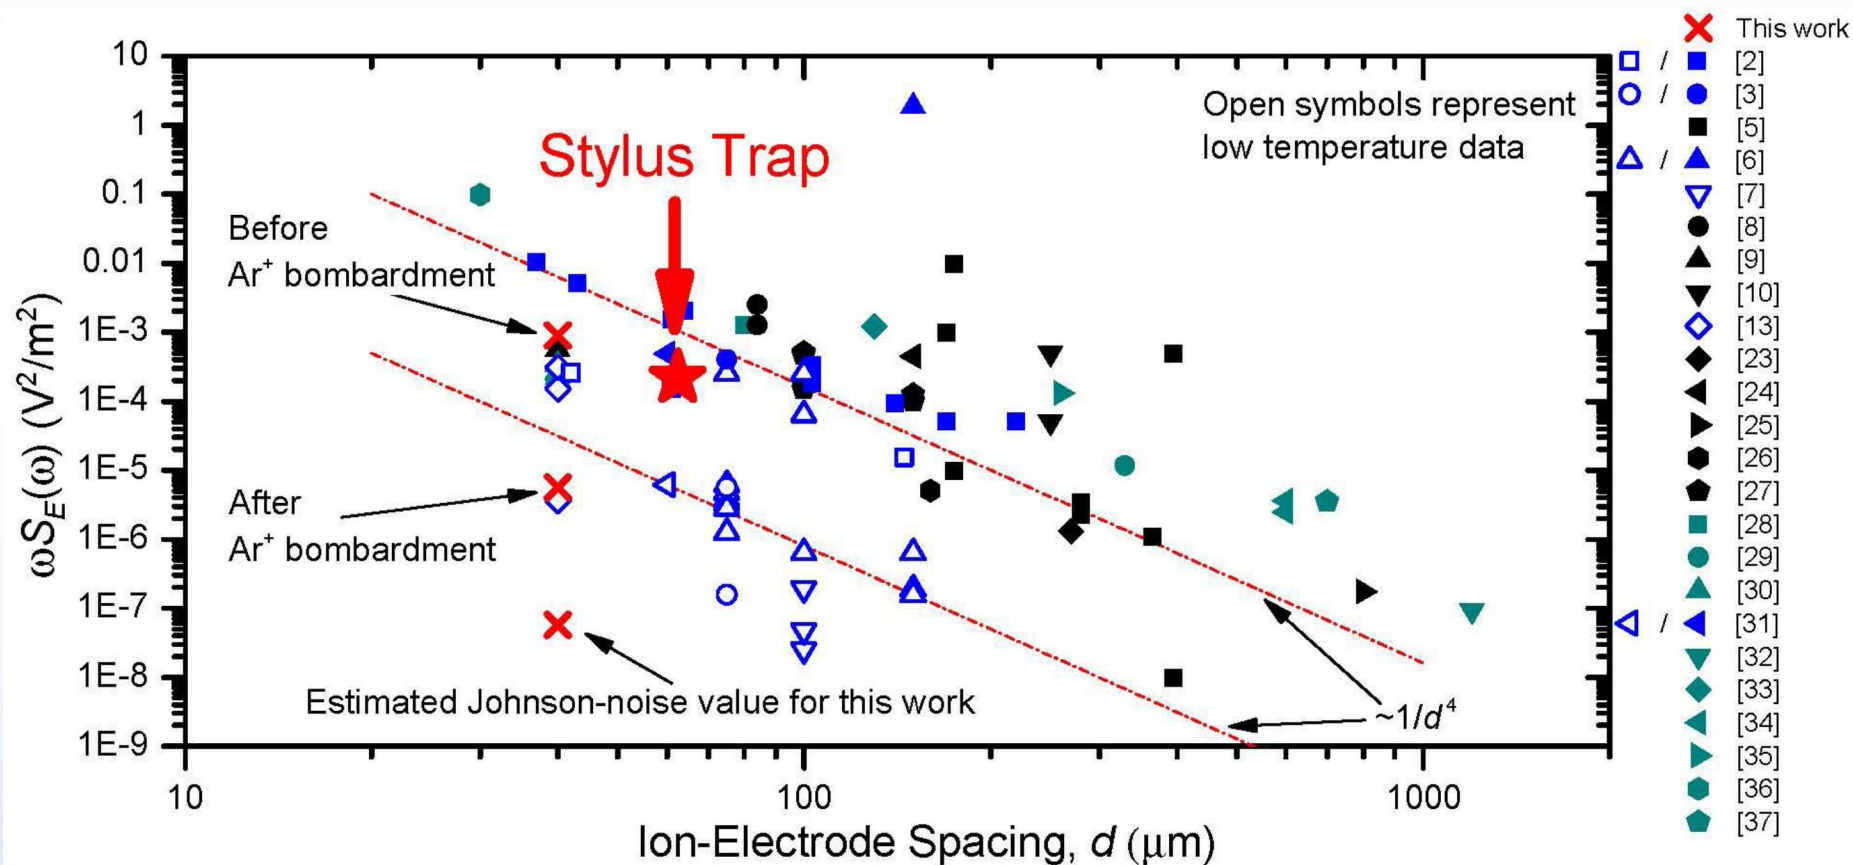 This work
[2]
[3]
[5]
[6]
[7]
[8]
[9]
[10]
[13]
[23]
[24]
[25]
[26]
[27]
[28]
[29]
[30]
[31]
[32]
[33]
[34]
[35]
[36]
[37]
/
/
/
/
Open symbols represent
low temperature data
Stylus Trap
Before
Ar⁺ bombardment
After
Ar⁺ bombardment
Estimated Johnson-noise value for this work
~1/d⁴
10
1
0.1
0.01
1E-3
1E-4
1E-5
1E-6
1E-7
1E-8
1E-9
ωS_E(ω) (V²/m²)
10
100
1000
Ion-Electrode Spacing, d (μm)